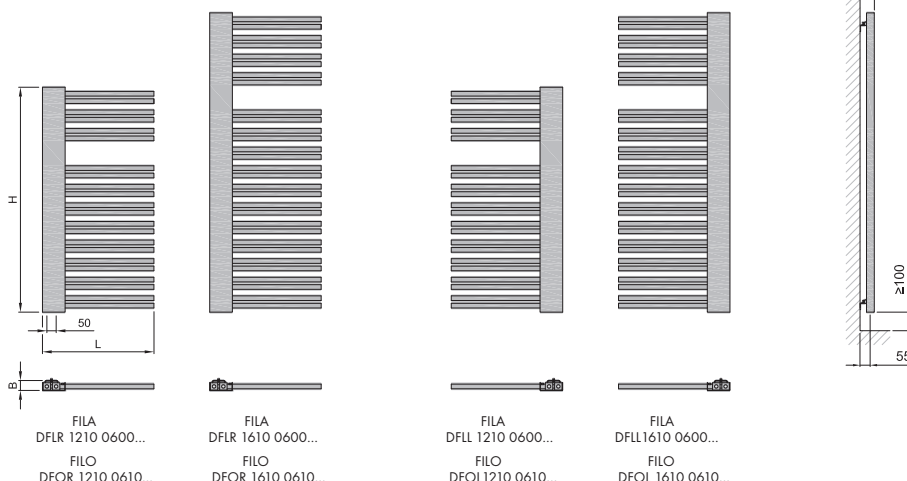 H
50
L
B
≥100
55
FILA
DFLR 1210 0600...
FILO
DFOR 1210 0610...
FILA
DFLR 1610 0600...
FILO
DFOR 1610 0610...
FILA
DFLL 1210 0600...
FILO
DFOL1210 0610...
FILA
DFLL1610 0600...
FILO
DFOL 1610 0610...